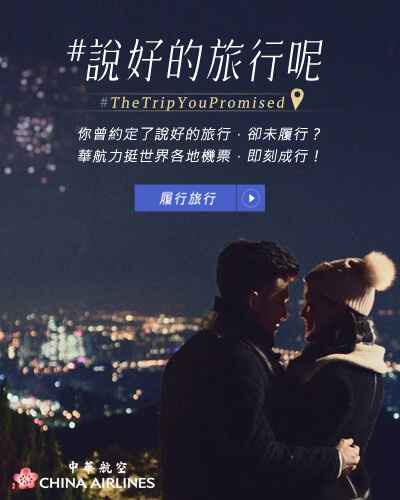 #說好的旅行呢
#TheTripYouPromised
你曾約定了說好的旅行，卻未履行？
華航力挺世界各地機票，即刻成行！
履行旅行
中華航空
CHINA AIRLINES